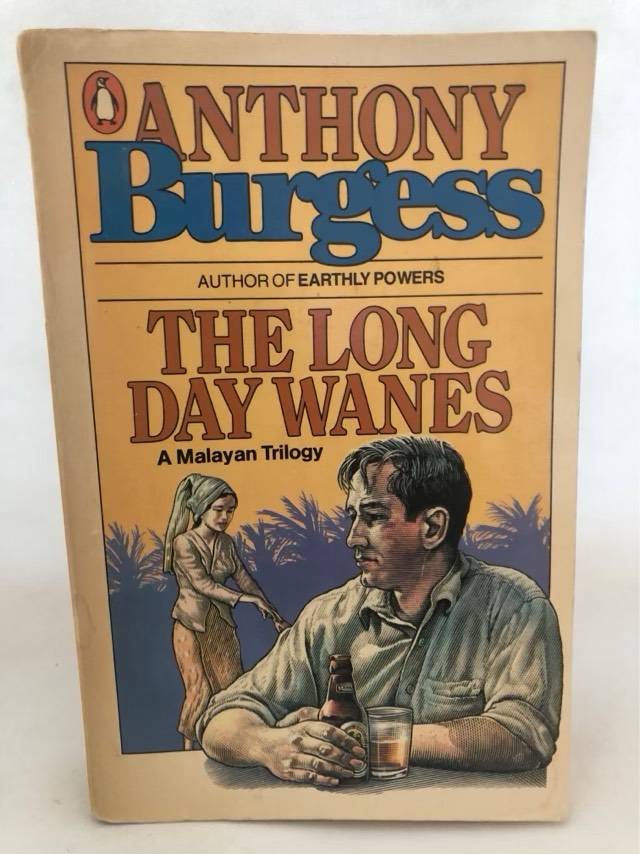 ANTHONY
Burgess
AUTHOR OF EARTHLY POWERS
THE LONG
DAY WANES
A Malayan Trilogy